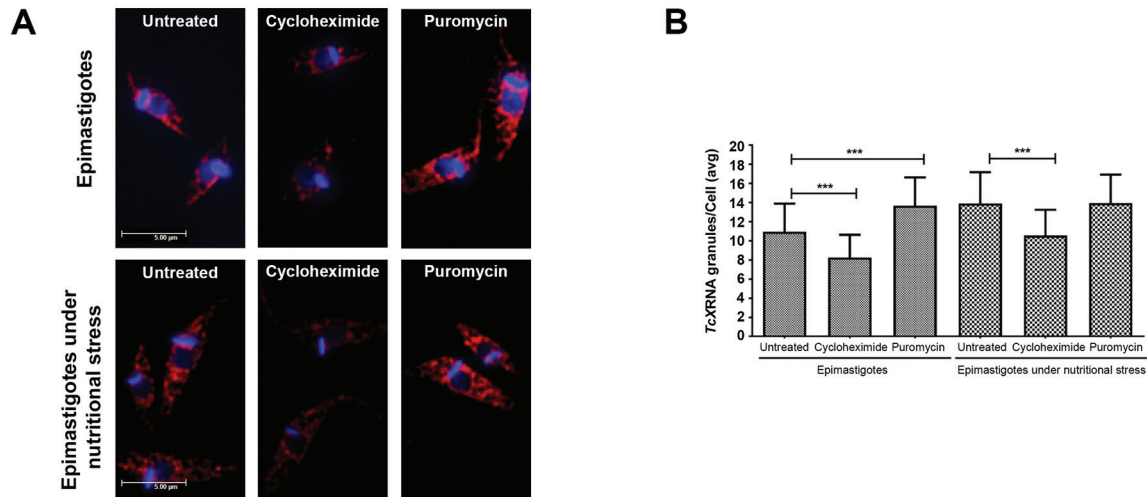 A
Untreated
Cycloheximide
Puromycin
Epimastigotes
5.00 µm
Untreated
Cycloheximide
Puromycin
Epimastigotes under
nutritional stress
5.00 µm
B
TcXRNA granules/Cell (avg)
20
18
16
14
12
10
8
6
4
2
0
***
***
***
Untreated Cycloheximide Puromycin Untreated Cycloheximide Puromycin
Epimastigotes
Epimastigotes under nutritional stress